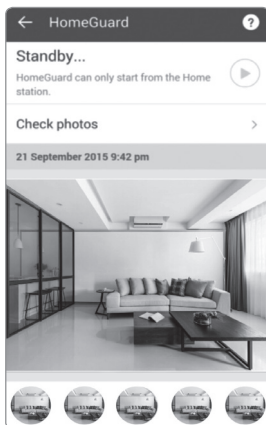 ← HomeGuard ?
Standby...
HomeGuard can only start from the Home
station.
Check photos >
21 September 2015 9:42 pm